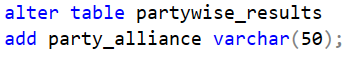 alter table partywise_results
add party_alliance varchar(50);